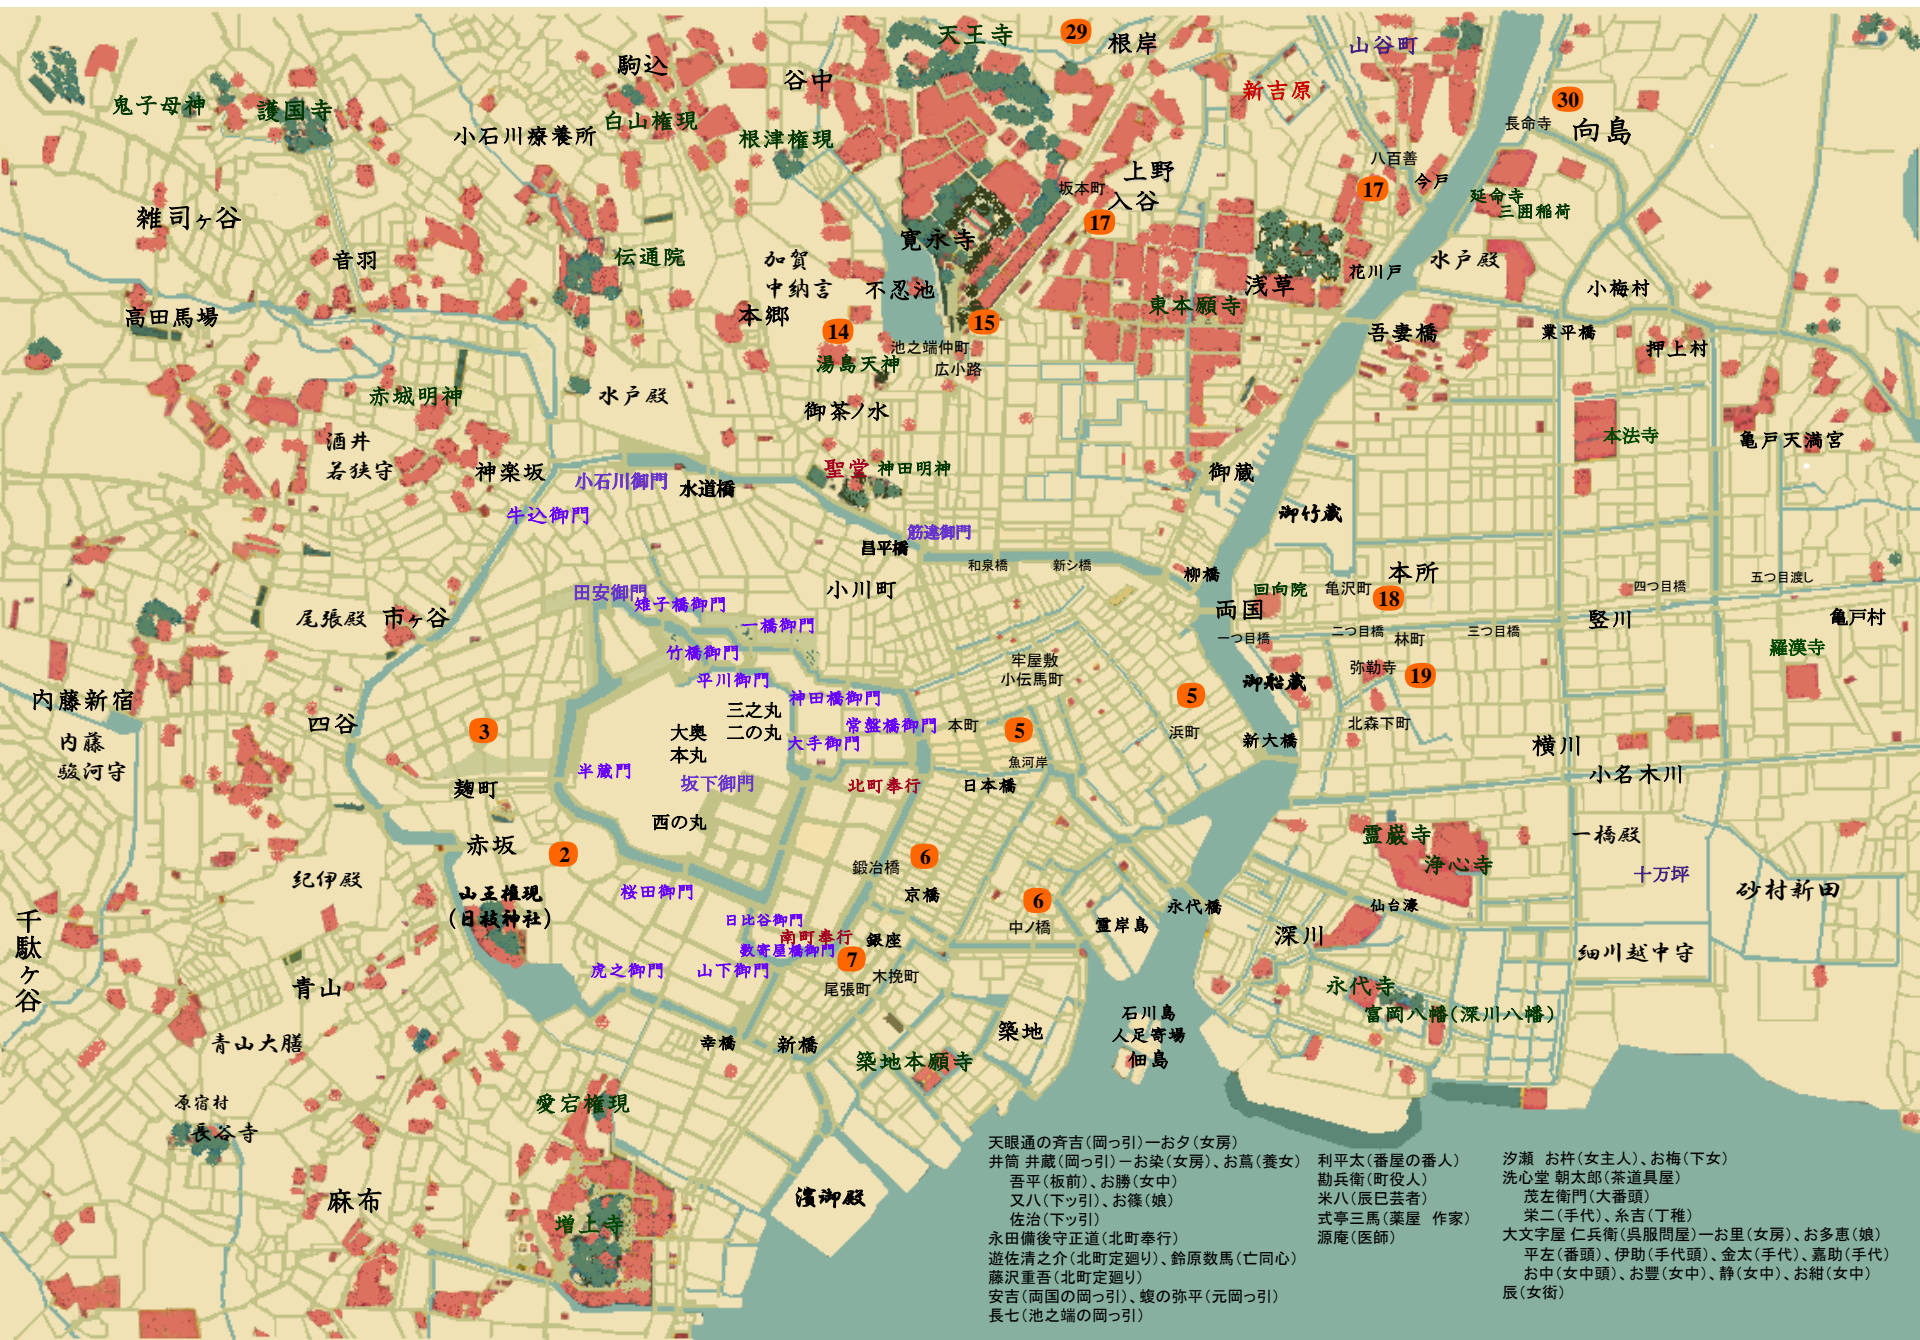 天王寺
29
根岸
山谷町
駒込
谷中
新吉原
30
長命寺
向島
鬼子母神
護国寺
小石川療養所
白山権現
根津権現
八百善
今戸
17
上野
坂本町
入谷
17
延命寺
三囲稲荷
雑司ヶ谷
音羽
伝通院
加賀
中納言
寛永寺
不忍池
浅草
花川戸
水戸殿
小梅村
東本願寺
高田馬場
本郷
14
15
池之端仲町
湯島天神
広小路
吾妻橋
業平橋
押上村
赤城明神
水戸殿
御茶ノ水
酒井
若狭守
神楽坂
小石川御門
水道橋
聖堂
神田明神
御蔵
本法寺
亀戸天満宮
牛込御門
筋違御門
昌平橋
御竹蔵
和泉橋
新シ橋
柳橋
本所
田安御門
雉子橋御門
小川町
回向院
亀沢町
18
四つ目橋
五つ目渡し
両国
尾張殿
市ヶ谷
一橋御門
一つ目橋
二つ目橋
林町
三つ目橋
竪川
亀戸村
竹橋御門
牢屋敷
小伝馬町
弥勒寺
19
羅漢寺
平川御門
神田橋御門
御船蔵
5
内藤新宿
四谷
3
三之丸
二の丸
大奥
本丸
常盤橋御門
大手御門
本町
5
浜町
北森下町
新大橋
横川
内藤
駿河守
半蔵門
坂下御門
北町奉行
魚河岸
日本橋
小名木川
麹町
西の丸
赤坂
2
鍛冶橋
6
京橋
霊巌寺
浄心寺
一橋殿
十万坪
砂村新田
紀伊殿
桜田御門
山王権現
(日枝神社)
6
中ノ橋
霊岸島
永代橋
仙台濠
千駄ヶ谷
日比谷御門
南町奉行
銀座
数寄屋橋御門
7
深川
細川越中守
虎之御門
山下御門
木挽町
尾張町
青山
永代寺
富岡八幡(深川八幡)
石川島
人足寄場
佃島
青山大膳
幸橋
新橋
築地
築地本願寺
原宿村
長谷寺
愛宕権現
麻布
増上寺
濱御殿
天眼通の斉吉(岡っ引)ーお夕(女房)
井筒 井蔵(岡っ引)ーお染(女房)、お蔦(養女)
吾平(板前)、お勝(女中)
又八(下ッ引)、お篠(娘)
佐治(下ッ引)
永田備後守正道(北町奉行)
遊佐清之介(北町定廻り)、鈴原数馬(亡同心)
藤沢重吾(北町定廻り)
安吉(両国の岡っ引)、蝮の弥平(元岡っ引)
長七(池之端の岡っ引)
利平太(番屋の番人)
勘兵衛(町役人)
米八(辰巳芸者)
式亭三馬(薬屋 作家)
源庵(医師)
汐瀬 お杵(女主人)、お梅(下女)
洗心堂 朝太郎(茶道具屋)
茂左衛門(大番頭)
栄二(手代)、糸吉(丁稚)
大文字屋 仁兵衛(呉服問屋)ーお里(女房)、お多恵(娘)
平左(番頭)、伊助(手代頭)、金太(手代)、嘉助(手代)
お中(女中頭)、お豐(女中)、静(女中)、お紺(女中)
辰(女衒)